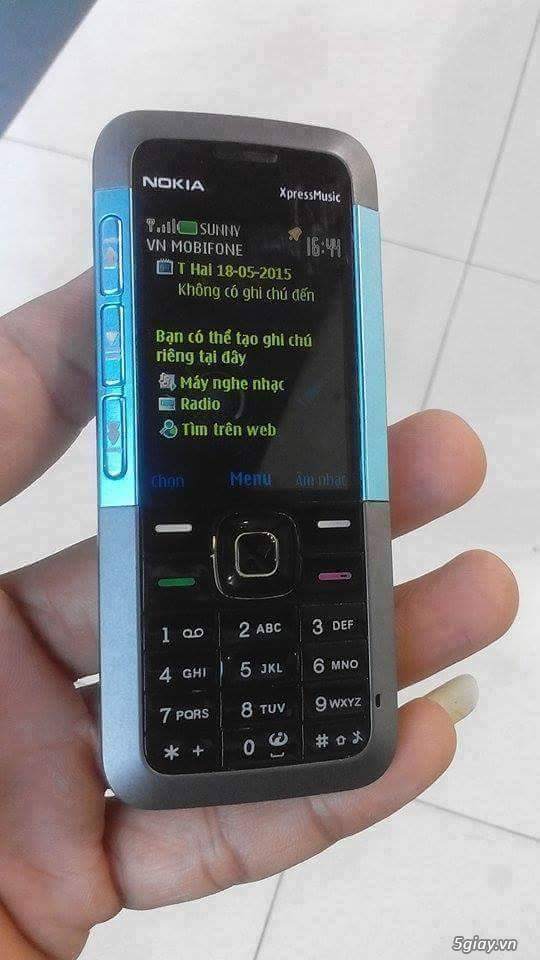 NOKIA
XpressMusic
SUNNY
VN MOBIFONE
16:44
T Hai 18-05-2015
Không có ghi chú đến
Bạn có thể tạo ghi chú
riêng tại đây
Máy nghe nhạc
Radio
Tìm trên web
Chọn Menu Âm nhạc
1 2 ABC 3 DEF
4 GHI 5 JKL 6 MNO
7 PQRS 8 TUV 9 WXYZ
* + 0 #
5giay.vn